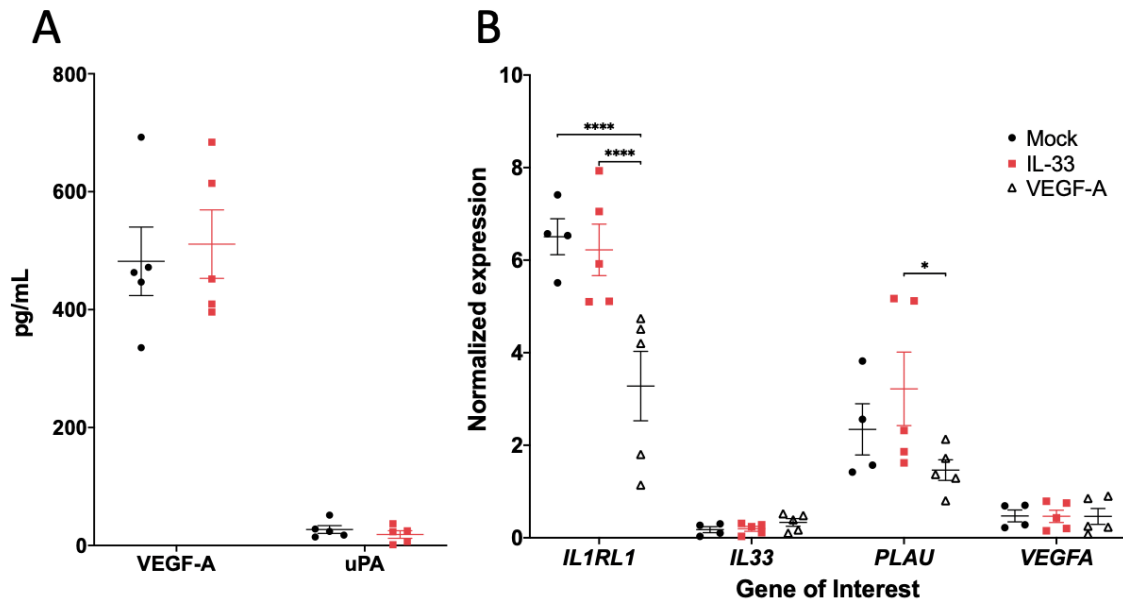 A
800
600
400
200
0
pg/mL
VEGF-A uPA
B
10
8
6
4
2
0
Normalized expression
**** 
****
*
Mock
IL-33
VEGF-A
IL1RL1 IL33 PLAU VEGFA
Gene of Interest